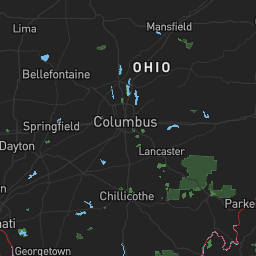 Lima
Mansfield
OHIO
Bellefontaine
Columbus
Springfield
Dayton
Lancaster
Chillicothe
Parke
Georgetown